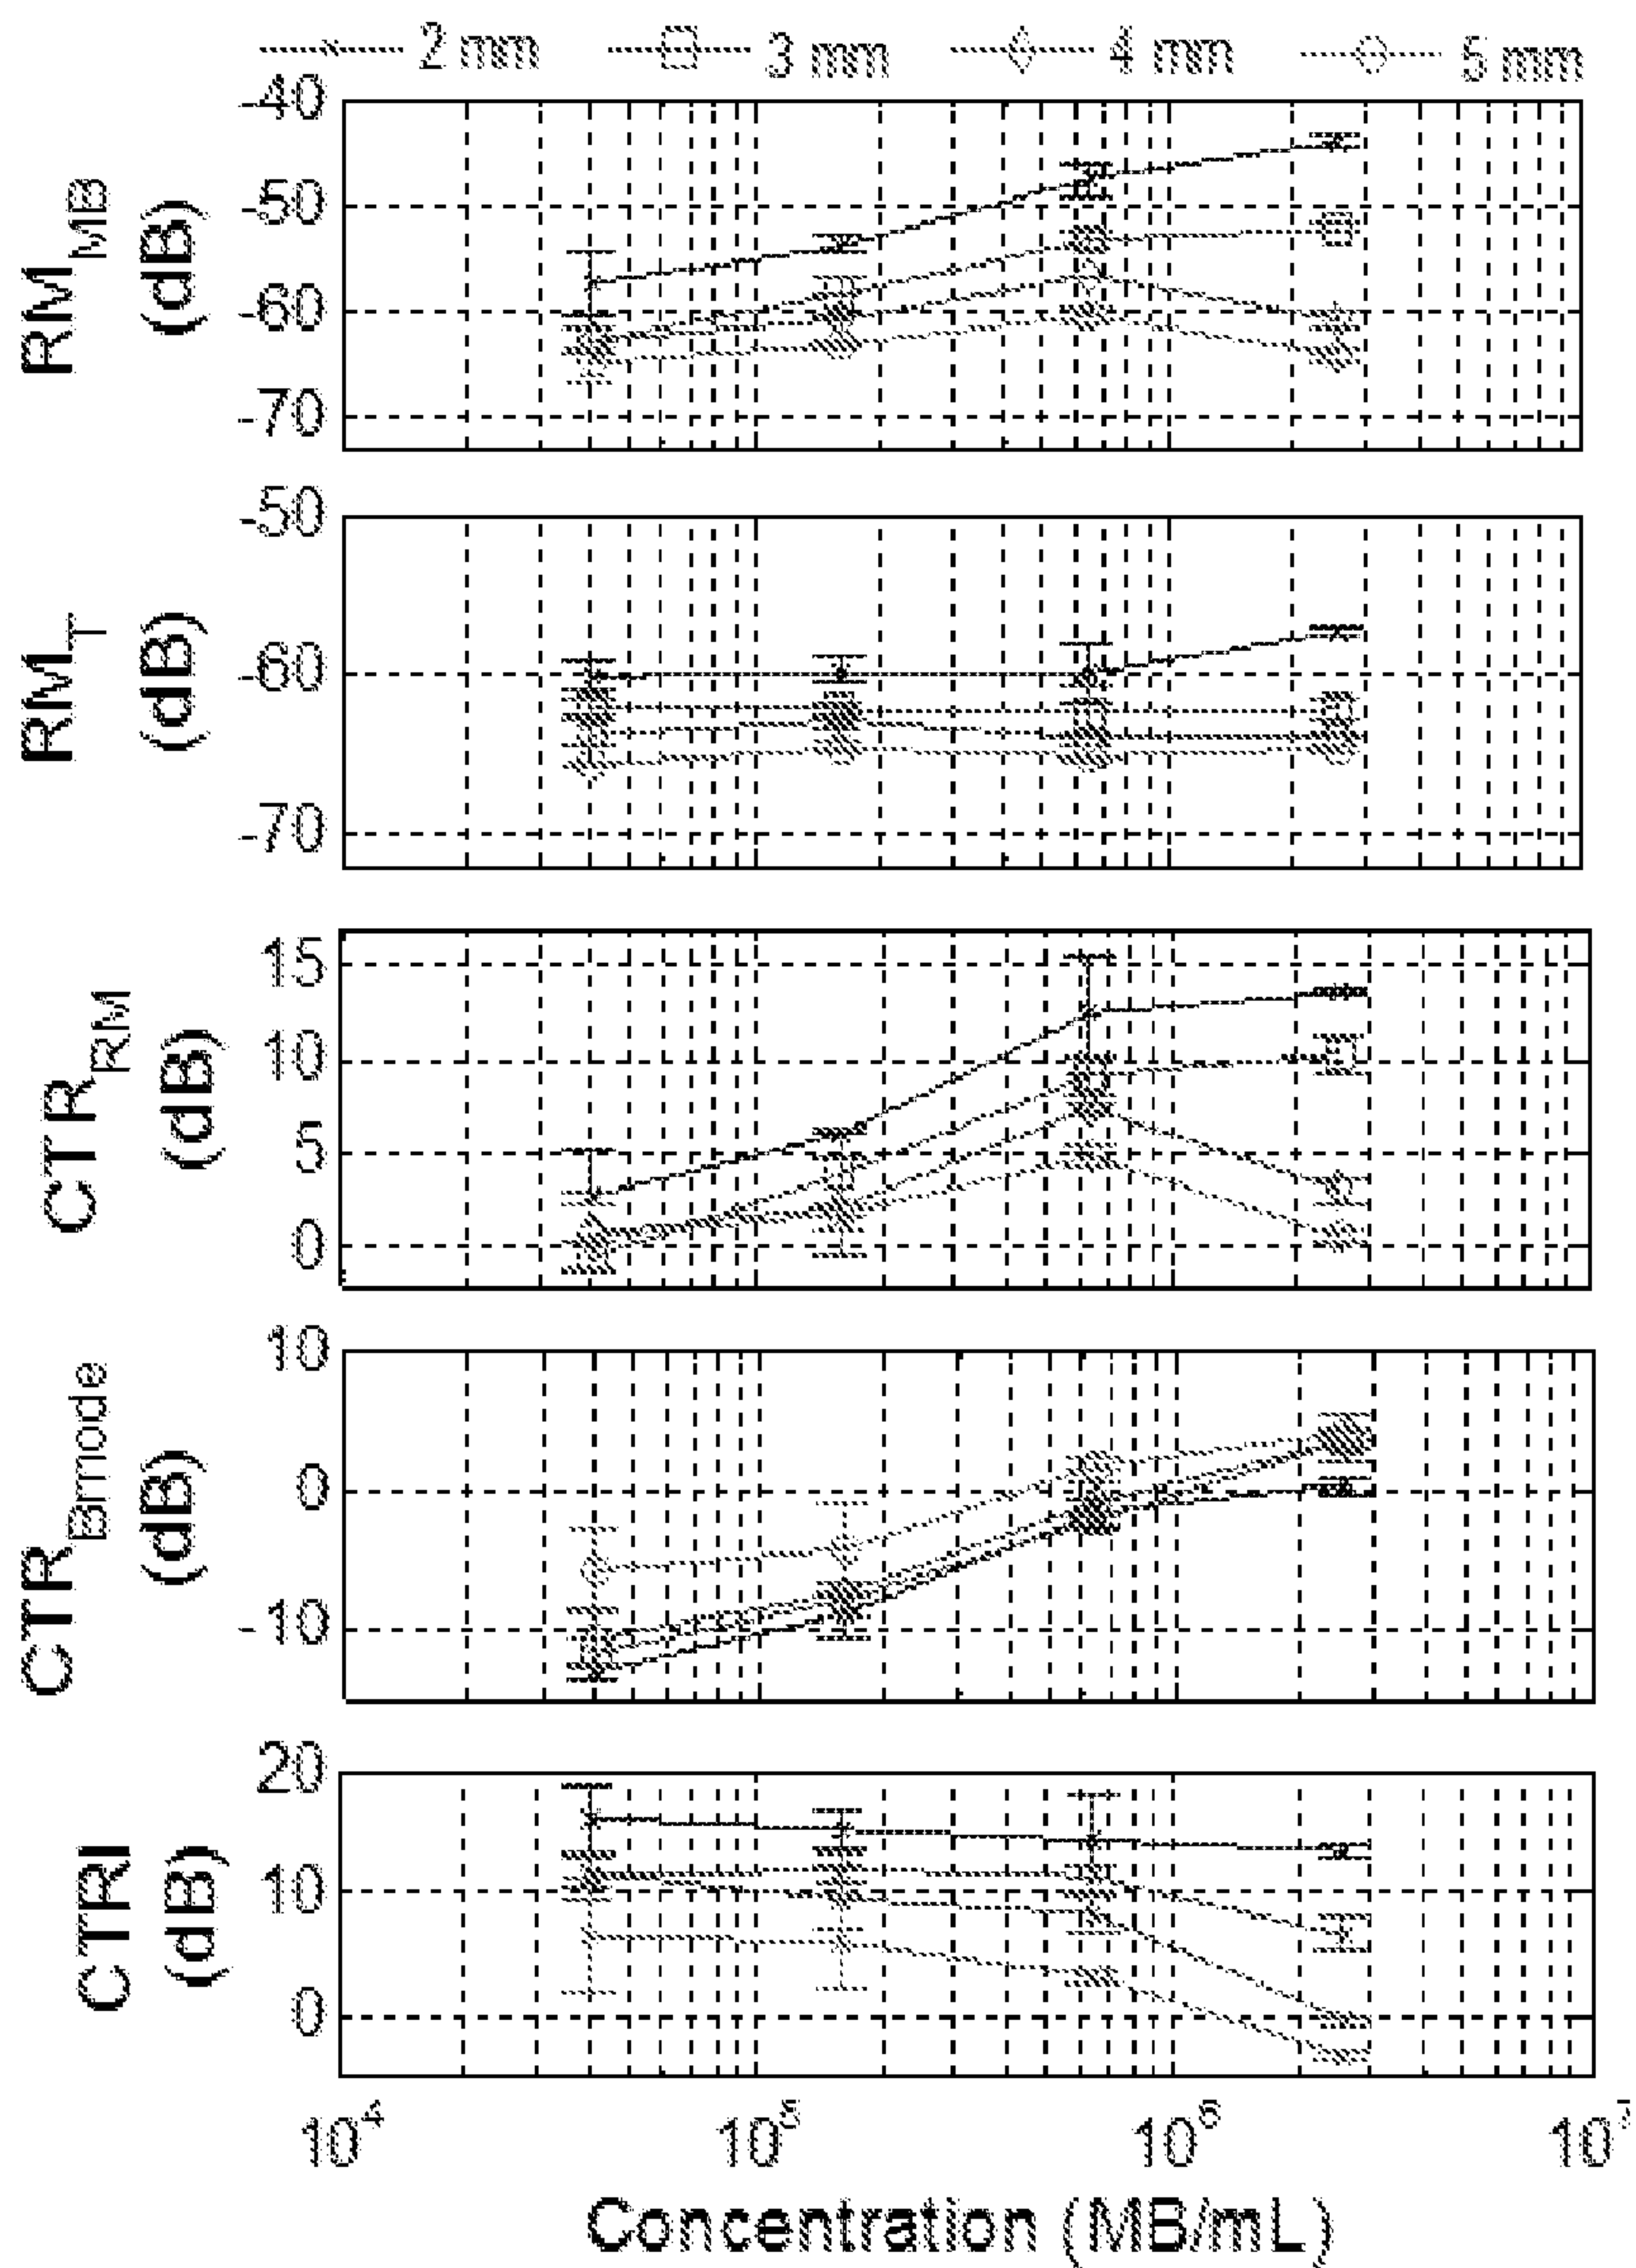 2 mm 3 mm 4 mm 5 mm
-40
-50
-60
-70
RM_MB
(dB)
-50
-60
-70
RM_T
(dB)
15
10
5
0
CTR_RM
(dB)
10
0
-10
CTR_Bmode
(dB)
20
10
0
CTRI
(dB)
10^4 10^5 10^6 10^7
Concentration (MB/mL)